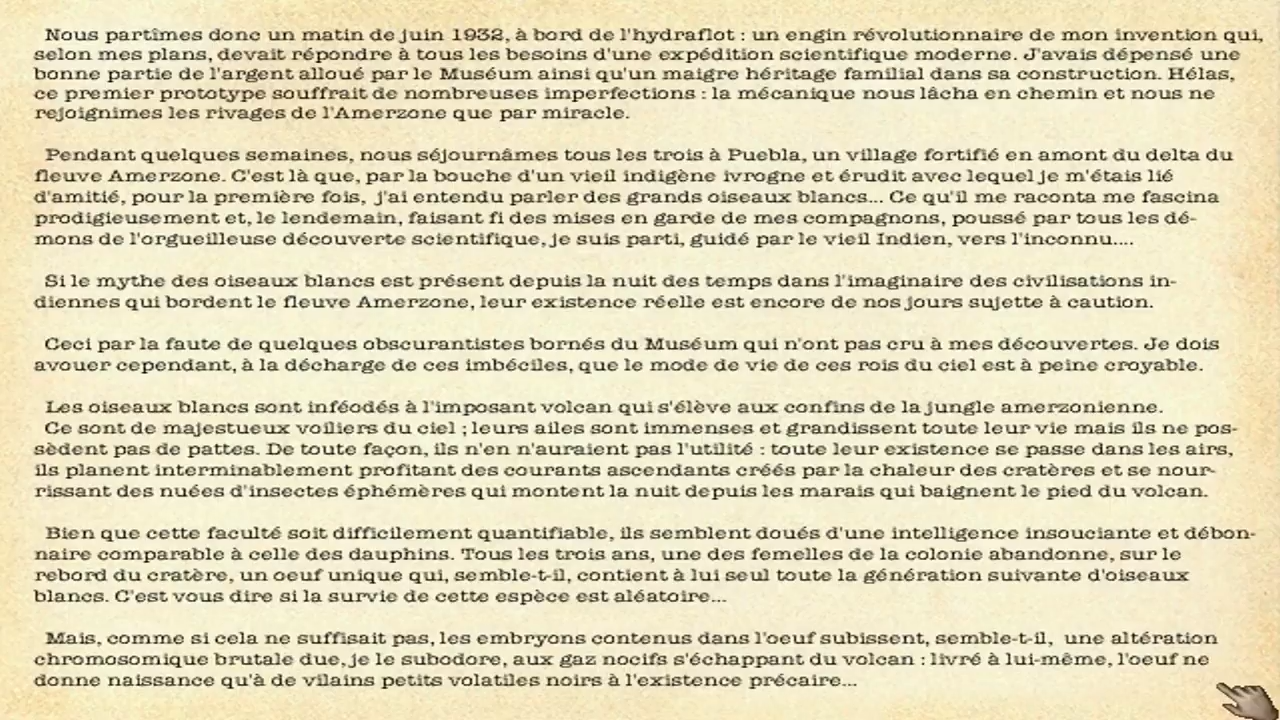 Nous partîmes donc un matin de juin 1932, à bord de l'hydraflot : un engin révolutionnaire de mon invention qui,
selon mes plans, devait répondre à tous les besoins d'une expédition scientifique moderne. J'avais dépensé une
bonne partie de l'argent alloué par le Muséum ainsi qu'un maigre héritage familial dans sa construction. Hélas,
ce premier prototype souffrait de nombreuses imperfections : la mécanique nous lâcha en chemin et nous ne
rejoignîmes les rivages de l'Amerzone que par miracle.
Pendant quelques semaines, nous séjournâmes tous les trois à Puebla, un village fortifié en amont du delta du
fleuve Amerzone. C'est là que, par la bouche d'un vieil indigène ivrogne et érudit avec lequel je m'étais lié
d'amitié, pour la première fois, j'ai entendu parler des grands oiseaux blancs... Ce qu'il me raconta me fascina
prodigieusement et, le lendemain, faisant fi des mises en garde de mes compagnons, poussé par tous les dé-
mons de l'orgueilleuse découverte scientifique, je suis parti, guidé par le vieil Indien, vers l'inconnu....
Si le mythe des oiseaux blancs est présent depuis la nuit des temps dans l'imaginaire des civilisations in-
diennes qui bordent le fleuve Amerzone, leur existence réelle est encore de nos jours sujette à caution.
Ceci par la faute de quelques obscurantistes bornés du Muséum qui n'ont pas cru à mes découvertes. Je dois
avouer cependant, à la décharge de ces imbéciles, que le mode de vie de ces rois du ciel est à peine croyable.
Les oiseaux blancs sont inféodés à l'imposant volcan qui s'élève aux confins de la jungle amerzonienne.
Ce sont de majestueux voiliers du ciel ; leurs ailes sont immenses et grandissent toute leur vie mais ils ne pos-
sèdent pas de pattes. De toute façon, ils n'en n'auraient pas l'utilité : toute leur existence se passe dans les airs,
ils planent interminablement profitant des courants ascendants créés par la chaleur des cratères et se nour-
rissant des nuées d'insectes éphémères qui montent la nuit depuis les marais qui baignent le pied du volcan.
Bien que cette faculté soit difficilement quantifiable, ils semblent doués d'une intelligence insouciante et débon-
naire comparable à celle des dauphins. Tous les trois ans, une des femelles de la colonie abandonne, sur le
rebord du cratère, un oeuf unique qui, semble-t-il, contient à lui seul toute la génération suivante d'oiseaux
blancs. C'est vous dire si la survie de cette espèce est aléatoire...
Mais, comme si cela ne suffisait pas, les embryons contenus dans l'oeuf subissent, semble-t-il, une altération
chromosomique brutale due, je le subodore, aux gaz nocifs s'échappant du volcan : livré à lui-même, l'oeuf ne
donne naissance qu'à de vilains petits volatiles noirs à l'existence précaire...